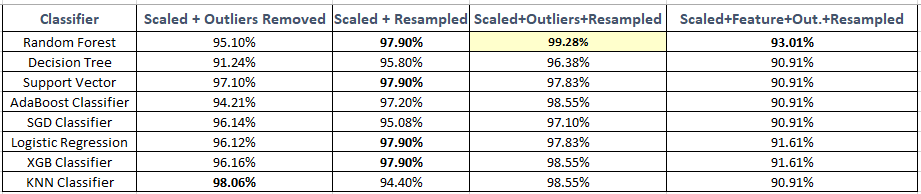 Classifier Scaled + Outliers Removed Scaled + Resampled Scaled+Outliers+Resampled Scaled+Feature+Out.+Resampled
Random Forest 95.10% 97.90% 99.28% 93.01%
Decision Tree 91.24% 95.80% 96.38% 90.91%
Support Vector 97.10% 97.90% 97.83% 90.91%
AdaBoost Classifier 94.21% 97.20% 98.55% 90.91%
SGD Classifier 96.14% 95.08% 97.10% 90.91%
Logistic Regression 96.12% 97.90% 97.83% 91.61%
XGB Classifier 96.16% 97.90% 98.55% 91.61%
KNN Classifier 98.06% 94.40% 98.55% 90.91%